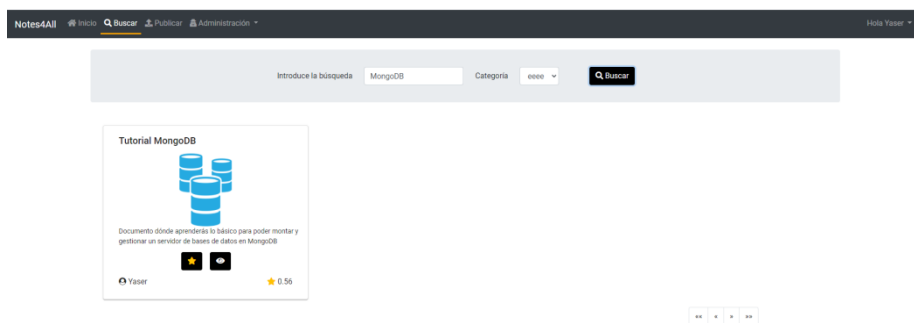 Notes4All Inicio Buscar Publicar Administración Hola Yaser
Introduce la búsqueda MongoDB Categoría eeee Buscar
Tutorial MongoDB
Documento dónde aprenderás lo básico para poder montar y
gestionar un servidor de bases de datos en MongoDB
Yaser 0.56
«« « » »»